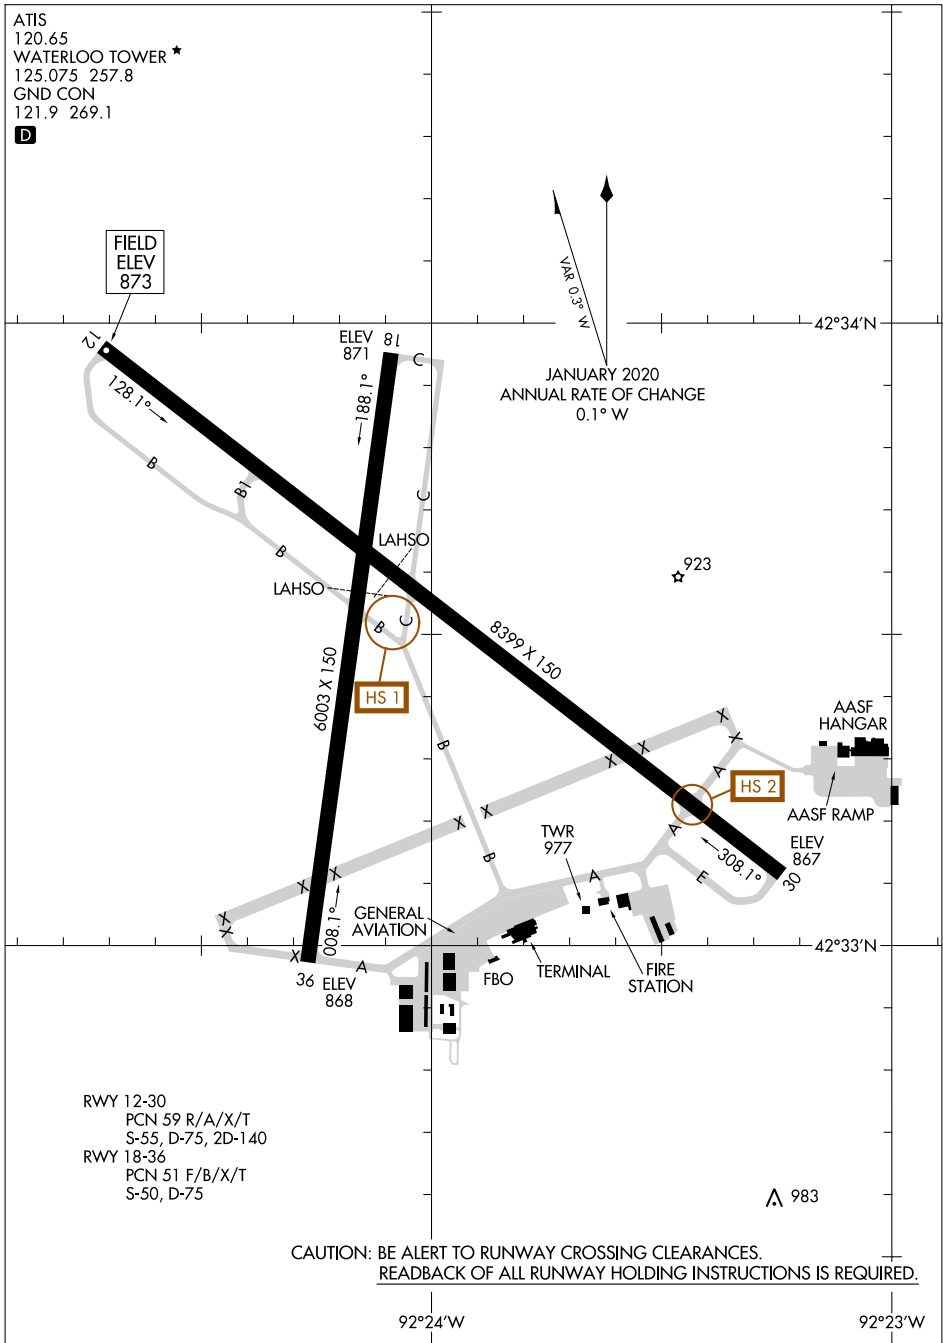 ATIS
120.65
WATERLOO TOWER ★
125.075 257.8
GND CON
121.9 269.1
D
FIELD
ELEV
873
VAR 0.3° W
42°34'N
JANUARY 2020
ANNUAL RATE OF CHANGE
0.1° W
12
128.1°
ELEV
871
18
C
188.1°
B
B1
C
B
LAHSO
LAHSO
923
B
C
HS 1
6003 X 150
8399 X 150
B
X
X
X
X
A
AASF
HANGAR
HS 2
AASF RAMP
X
X
A
TWR
977
308.1°
ELEV
867
30
B
A
E
X
X
X
X
008.1°
GENERAL
AVIATION
42°33'N
X
A
36
ELEV
868
FBO
TERMINAL
FIRE
STATION
RWY 12-30
PCN 59 R/A/X/T
S-55, D-75, 2D-140
RWY 18-36
PCN 51 F/B/X/T
S-50, D-75
983
CAUTION: BE ALERT TO RUNWAY CROSSING CLEARANCES.
READBACK OF ALL RUNWAY HOLDING INSTRUCTIONS IS REQUIRED.
92°24'W
92°23'W